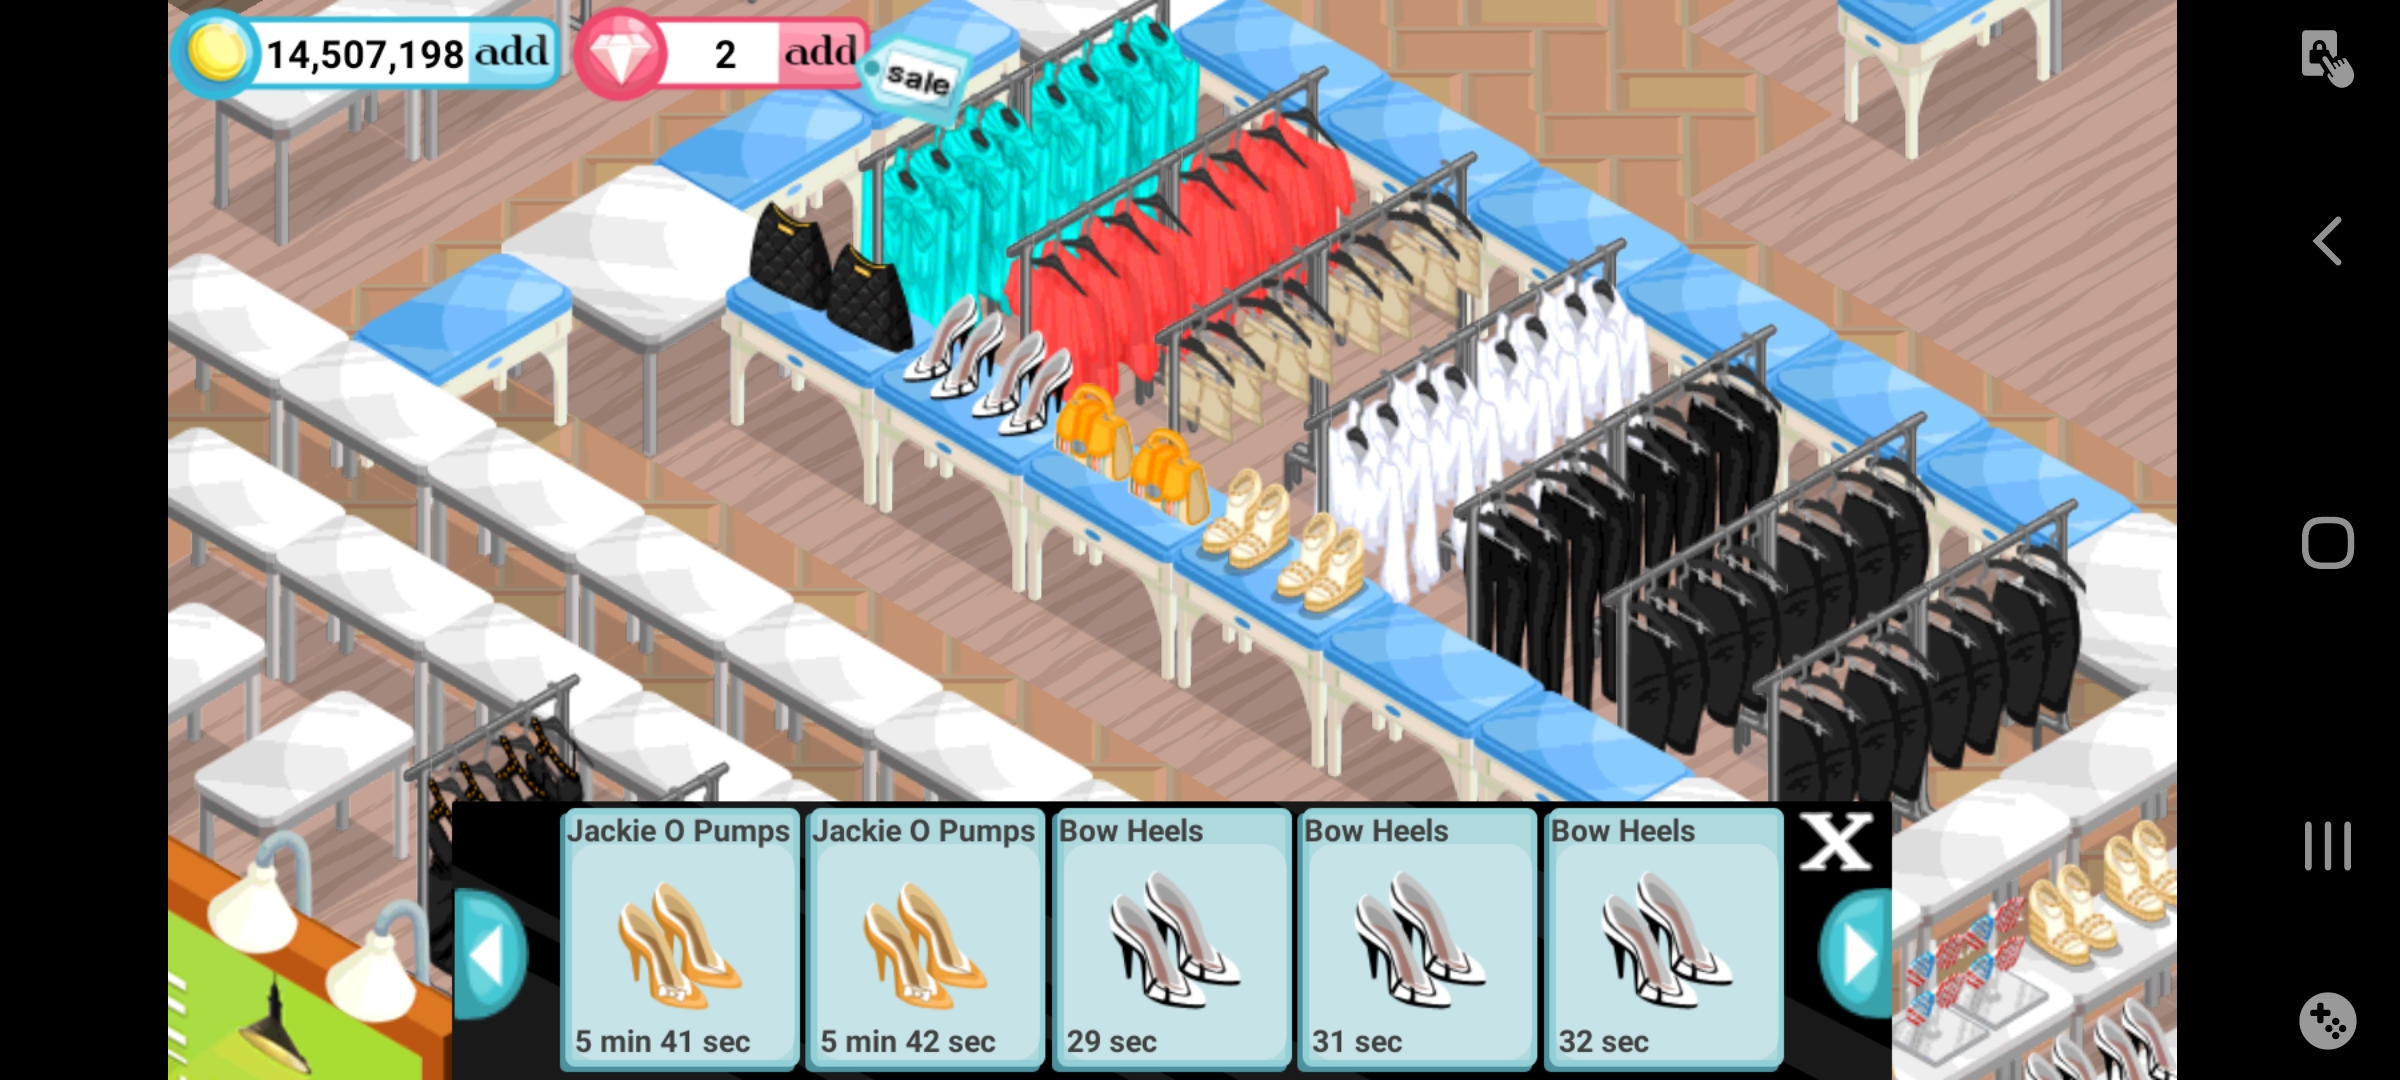 14,507,198 add
2 add
sale
Jackie O Pumps
5 min 41 sec
Jackie O Pumps
5 min 42 sec
Bow Heels
29 sec
Bow Heels
31 sec
Bow Heels
32 sec
X